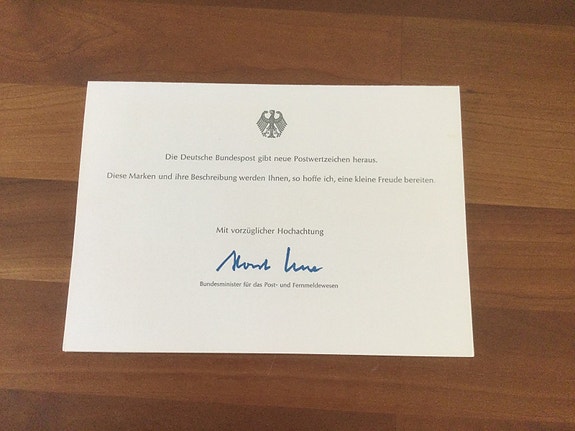 Die Deutsche Bundespost gibt neue Postwertzeichen heraus.
Diese Marken und ihre Beschreibung werden Ihnen, so hoffe ich, eine kleine Freude bereiten.
Mit vorzüglicher Hochachtung
Bundesminister für das Post- und Fernmeldewesen